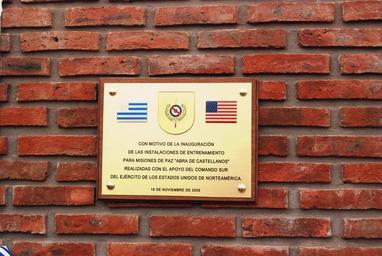 CON MOTIVO DE LA INAUGURACIÓN
DE LAS INSTALACIONES DE ENTRENAMIENTO
PARA MISIONES DE PAZ "ABRA DE CASTELLANOS"
REALIZADAS CON EL APOYO DEL COMANDO SUR
DEL EJÉRCITO DE LOS ESTADOS UNIDOS DE NORTEAMÉRICA.
19 DE NOVIEMBRE DE 2009